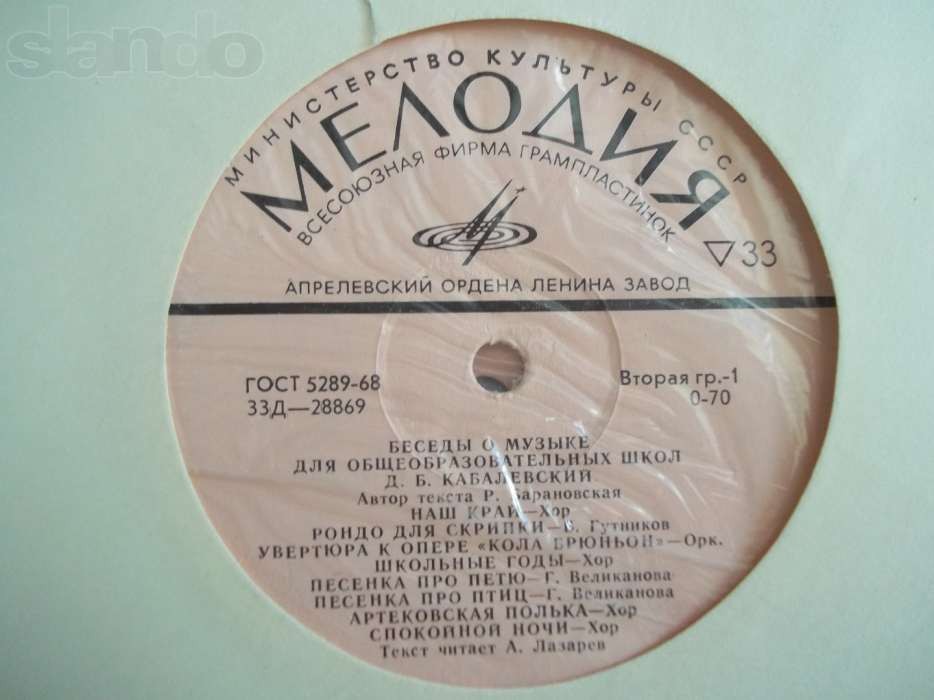 slando
МИНИСТЕРСТВО КУЛЬТУРЫ СССР
МЕЛОДИЯ
ВСЕСОЮЗНАЯ ФИРМА ГРАМПЛАСТИНОК
▽33
АПРЕЛЕВСКИЙ ОРДЕНА ЛЕНИНА ЗАВОД
ГОСТ 5289-68
33Д—28869
Вторая гр.-1
0-70
БЕСЕДЫ О МУЗЫКЕ
ДЛЯ ОБЩЕОБРАЗОВАТЕЛЬНЫХ ШКОЛ
Д. Б. КАБАЛЕВСКИЙ
Автор текста Р. Барановская
НАШ КРАЙ—Хор
РОНДО ДЛЯ СКРИПКИ—Б. Гутников
УВЕРТЮРА К ОПЕРЕ «КОЛА БРЮНЬОН»—Орк.
ШКОЛЬНЫЕ ГОДЫ—Хор
ПЕСЕНКА ПРО ПЕТЮ—Г. Великанова
ПЕСЕНКА ПРО ПТИЦ—Г. Великанова
АРТЕКОВСКАЯ ПОЛЬКА—Хор
СПОКОЙНОЙ НОЧИ—Хор
Текст читает А. Лазарев